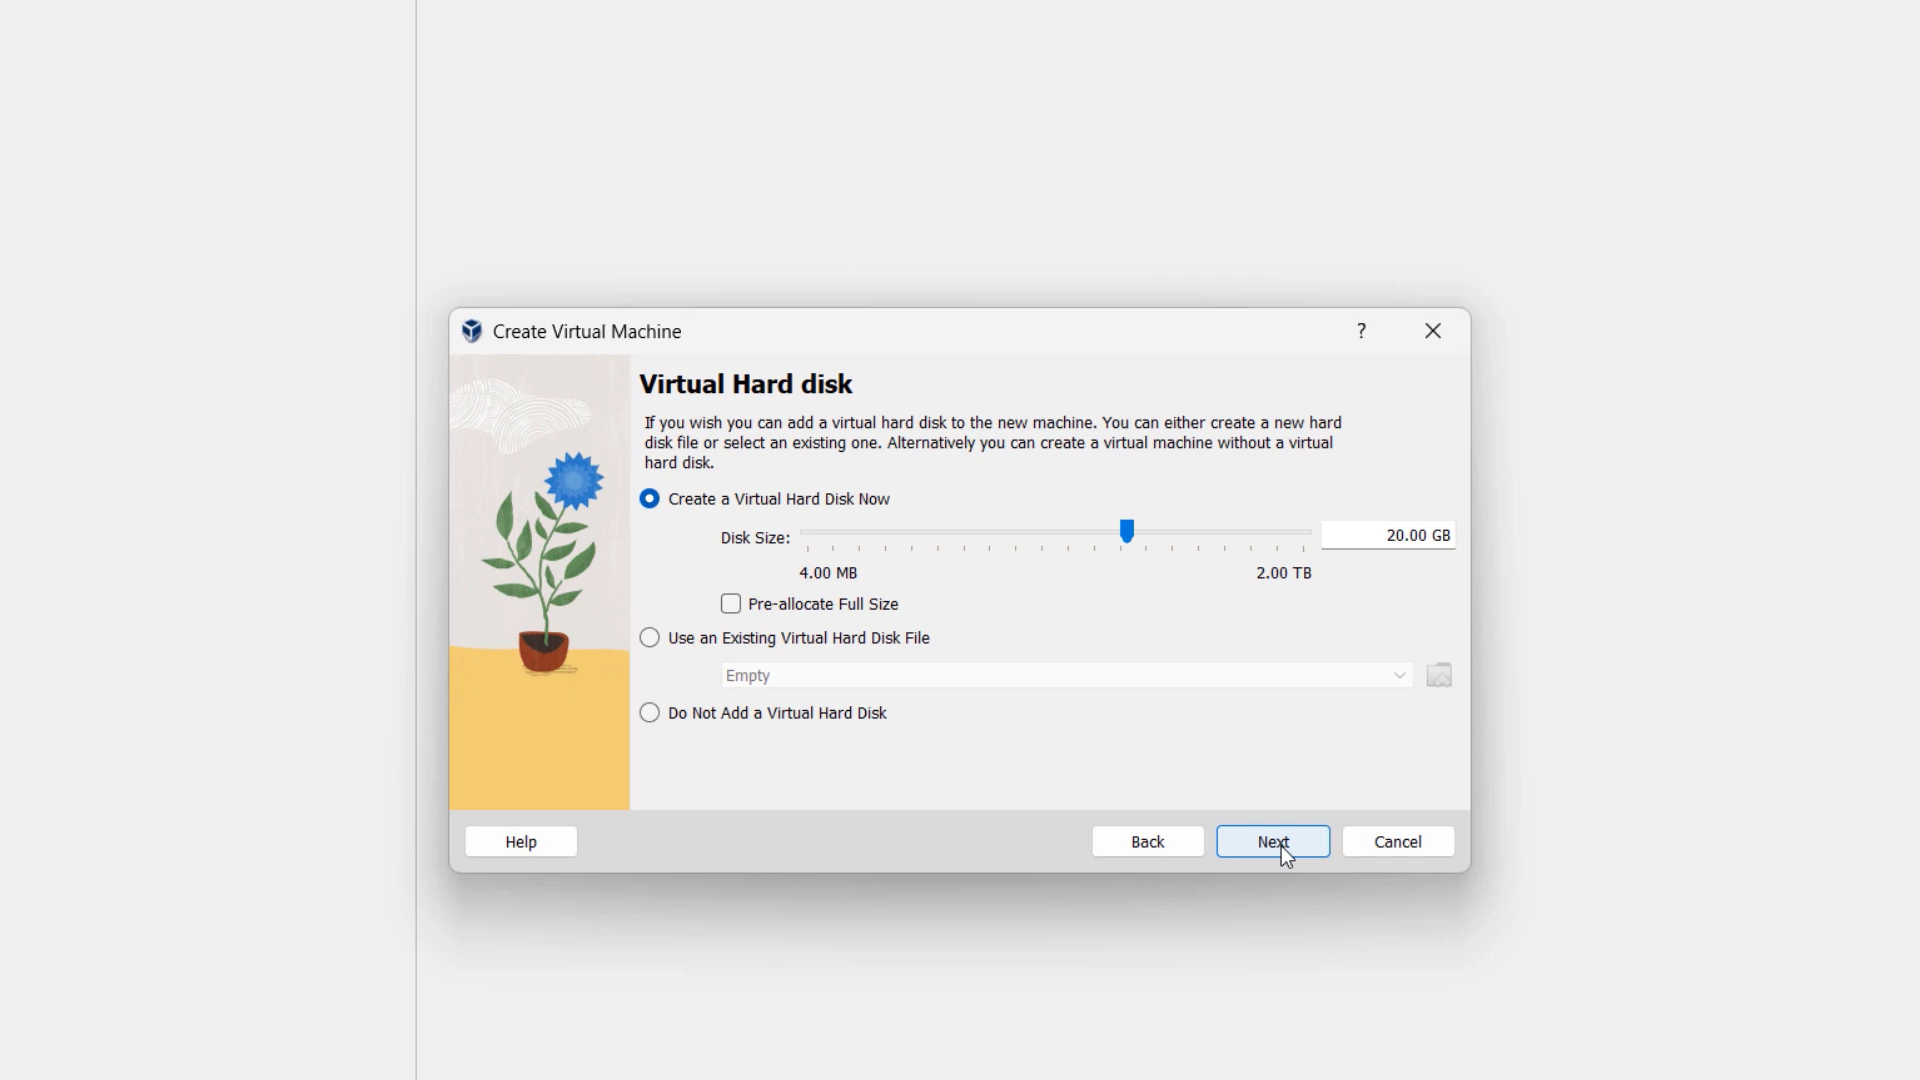 Create Virtual Machine
?
Virtual Hard disk
If you wish you can add a virtual hard disk to the new machine. You can either create a new hard
disk file or select an existing one. Alternatively you can create a virtual machine without a virtual
hard disk.
Create a Virtual Hard Disk Now
Disk Size:
20.00 GB
4.00 MB
2.00 TB
Pre-allocate Full Size
Use an Existing Virtual Hard Disk File
Empty
Do Not Add a Virtual Hard Disk
Help
Back
Next
Cancel